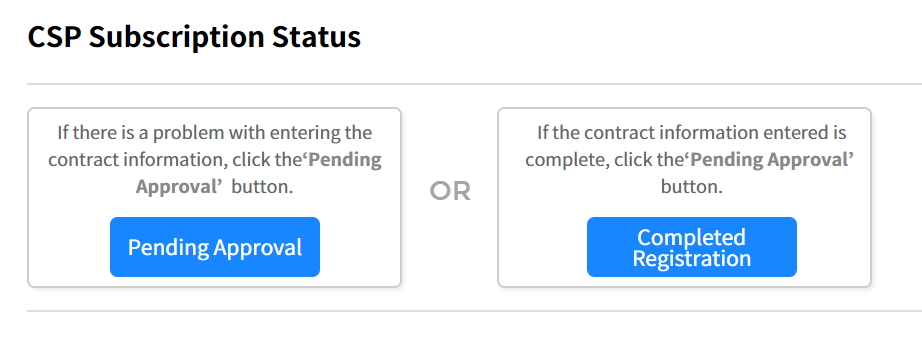 CSP Subscription Status
If there is a problem with entering the
contract information, click the‘Pending
Approval’ button.
Pending Approval
OR
If the contract information entered is
complete, click the‘Pending Approval’
button.
Completed
Registration